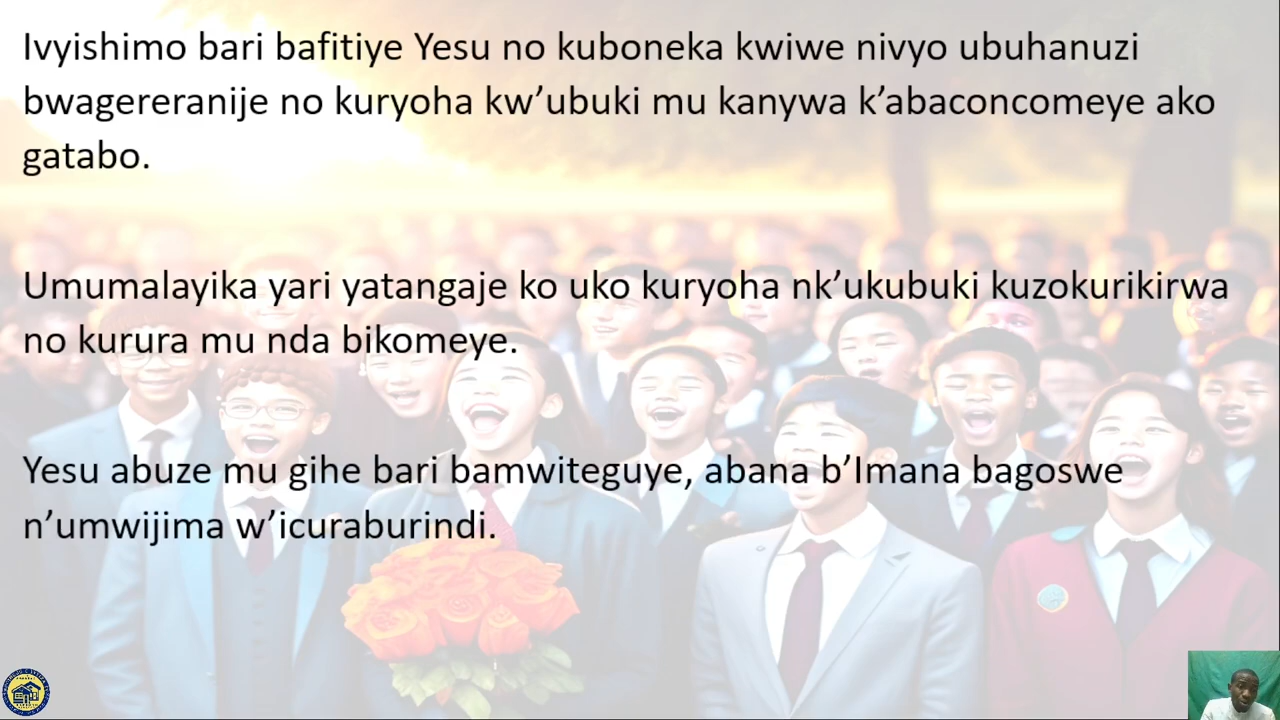 Ivyishimo bari bafitiye Yesu no kuboneka kwiwe nivyo ubuhanuzi
bwagereranije no kuryoha kw’ubuki mu kanywa k’abaconcomeye ako
gatabo.
Umumalayika yari yatangaje ko uko kuryoha nk’ukubuki kuzokurikirwa
no kurura mu nda bikomeye.
Yesu abuze mu gihe bari bamwiteguye, abana b’Imana bagoswe
n’umwijima w’icuraburindi.